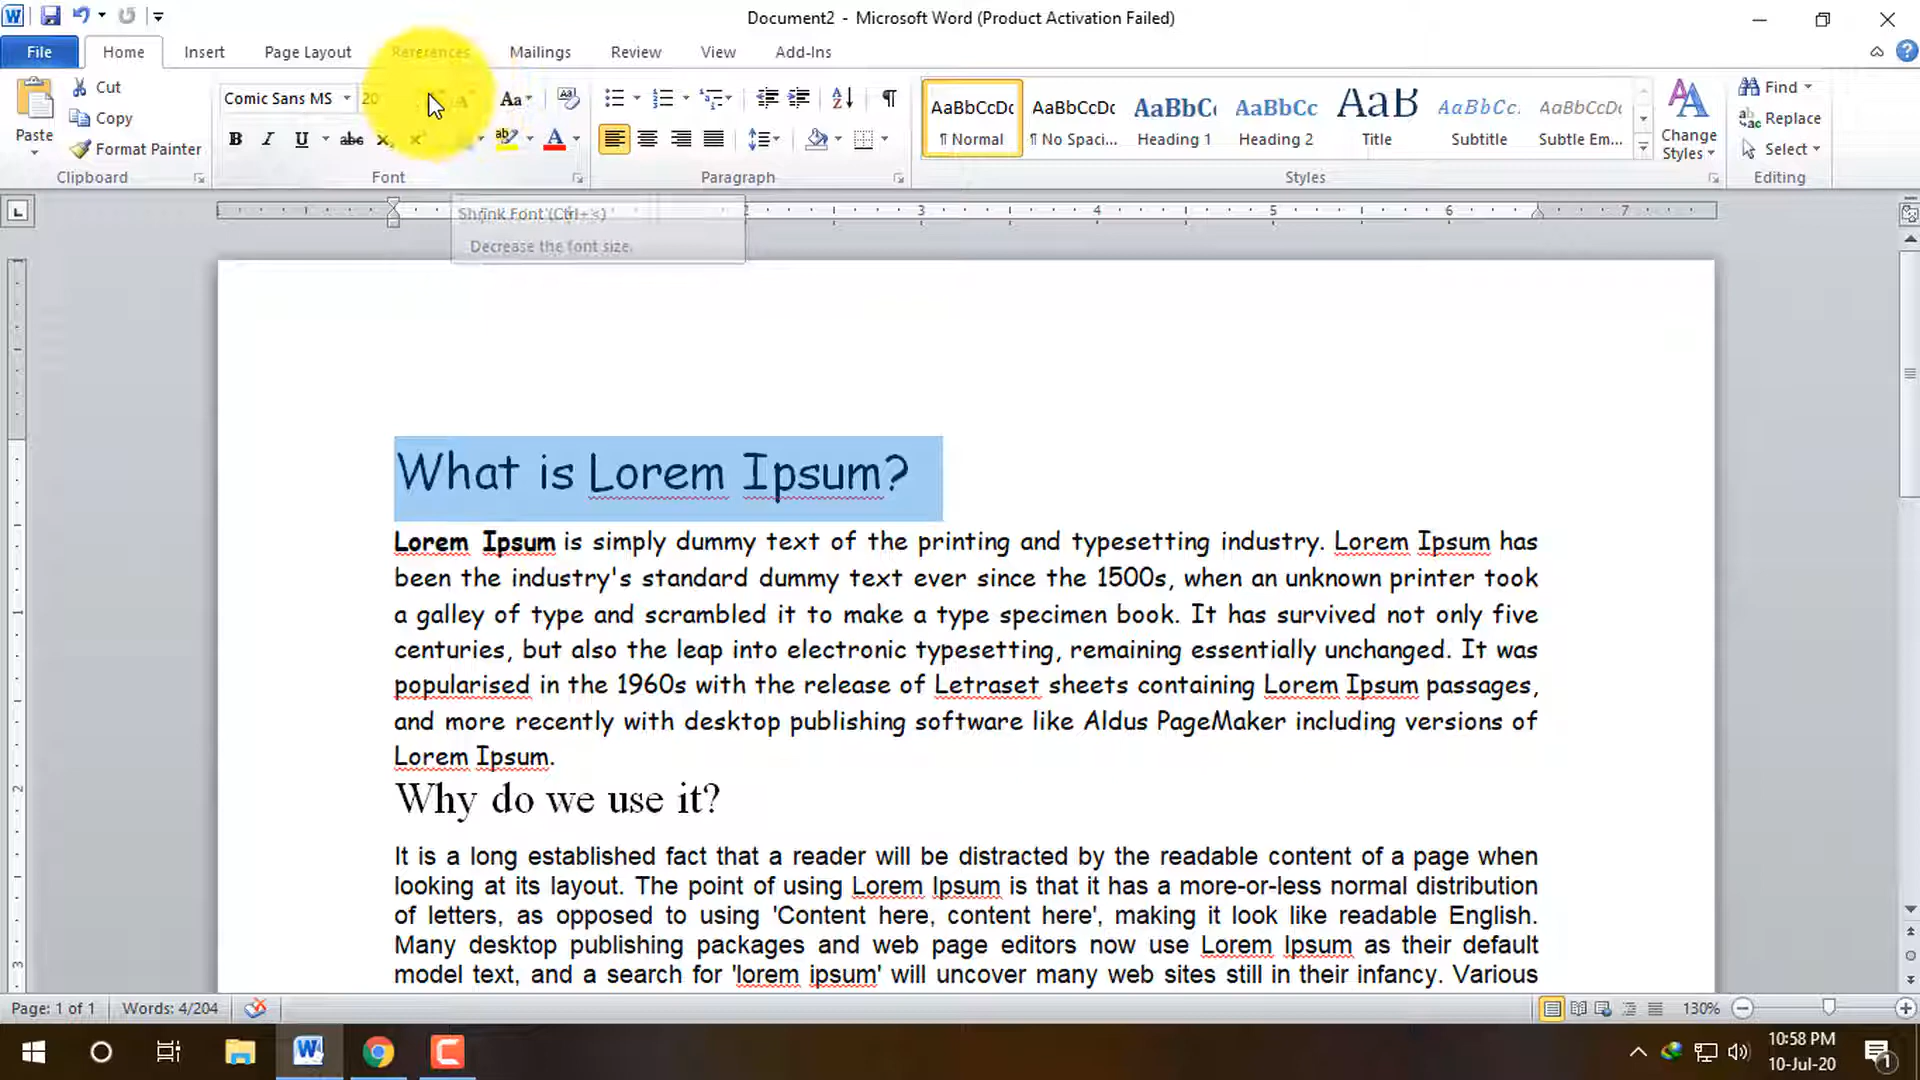 Document2 - Microsoft Word (Product Activation Failed)
File Home Insert Page Layout References Mailings Review View Add-Ins
Paste
Cut
Copy
Format Painter
Clipboard
Comic Sans MS 20
Font
Paragraph
AaBbCcDc AaBbCcDc AaBbC AaBbCc AaB AaBbCc. AaBbCcDc
¶ Normal ¶ No Spaci... Heading 1 Heading 2 Title Subtitle Subtle Em...
Change Styles
Styles
Find
Replace
Select
Editing
Shrink Font (Ctrl+<)
Decrease the font size.
2 3 4 5 6 7
What is Lorem Ipsum?
Lorem Ipsum is simply dummy text of the printing and typesetting industry. Lorem Ipsum has
been the industry's standard dummy text ever since the 1500s, when an unknown printer took
a galley of type and scrambled it to make a type specimen book. It has survived not only five
centuries, but also the leap into electronic typesetting, remaining essentially unchanged. It was
popularised in the 1960s with the release of Letraset sheets containing Lorem Ipsum passages,
and more recently with desktop publishing software like Aldus PageMaker including versions of
Lorem Ipsum.
Why do we use it?
It is a long established fact that a reader will be distracted by the readable content of a page when
looking at its layout. The point of using Lorem Ipsum is that it has a more-or-less normal distribution
of letters, as opposed to using 'Content here, content here', making it look like readable English.
Many desktop publishing packages and web page editors now use Lorem Ipsum as their default
model text, and a search for 'lorem ipsum' will uncover many web sites still in their infancy. Various
Page: 1 of 1 Words: 4/204 130%
10:58 PM
10-Jul-20